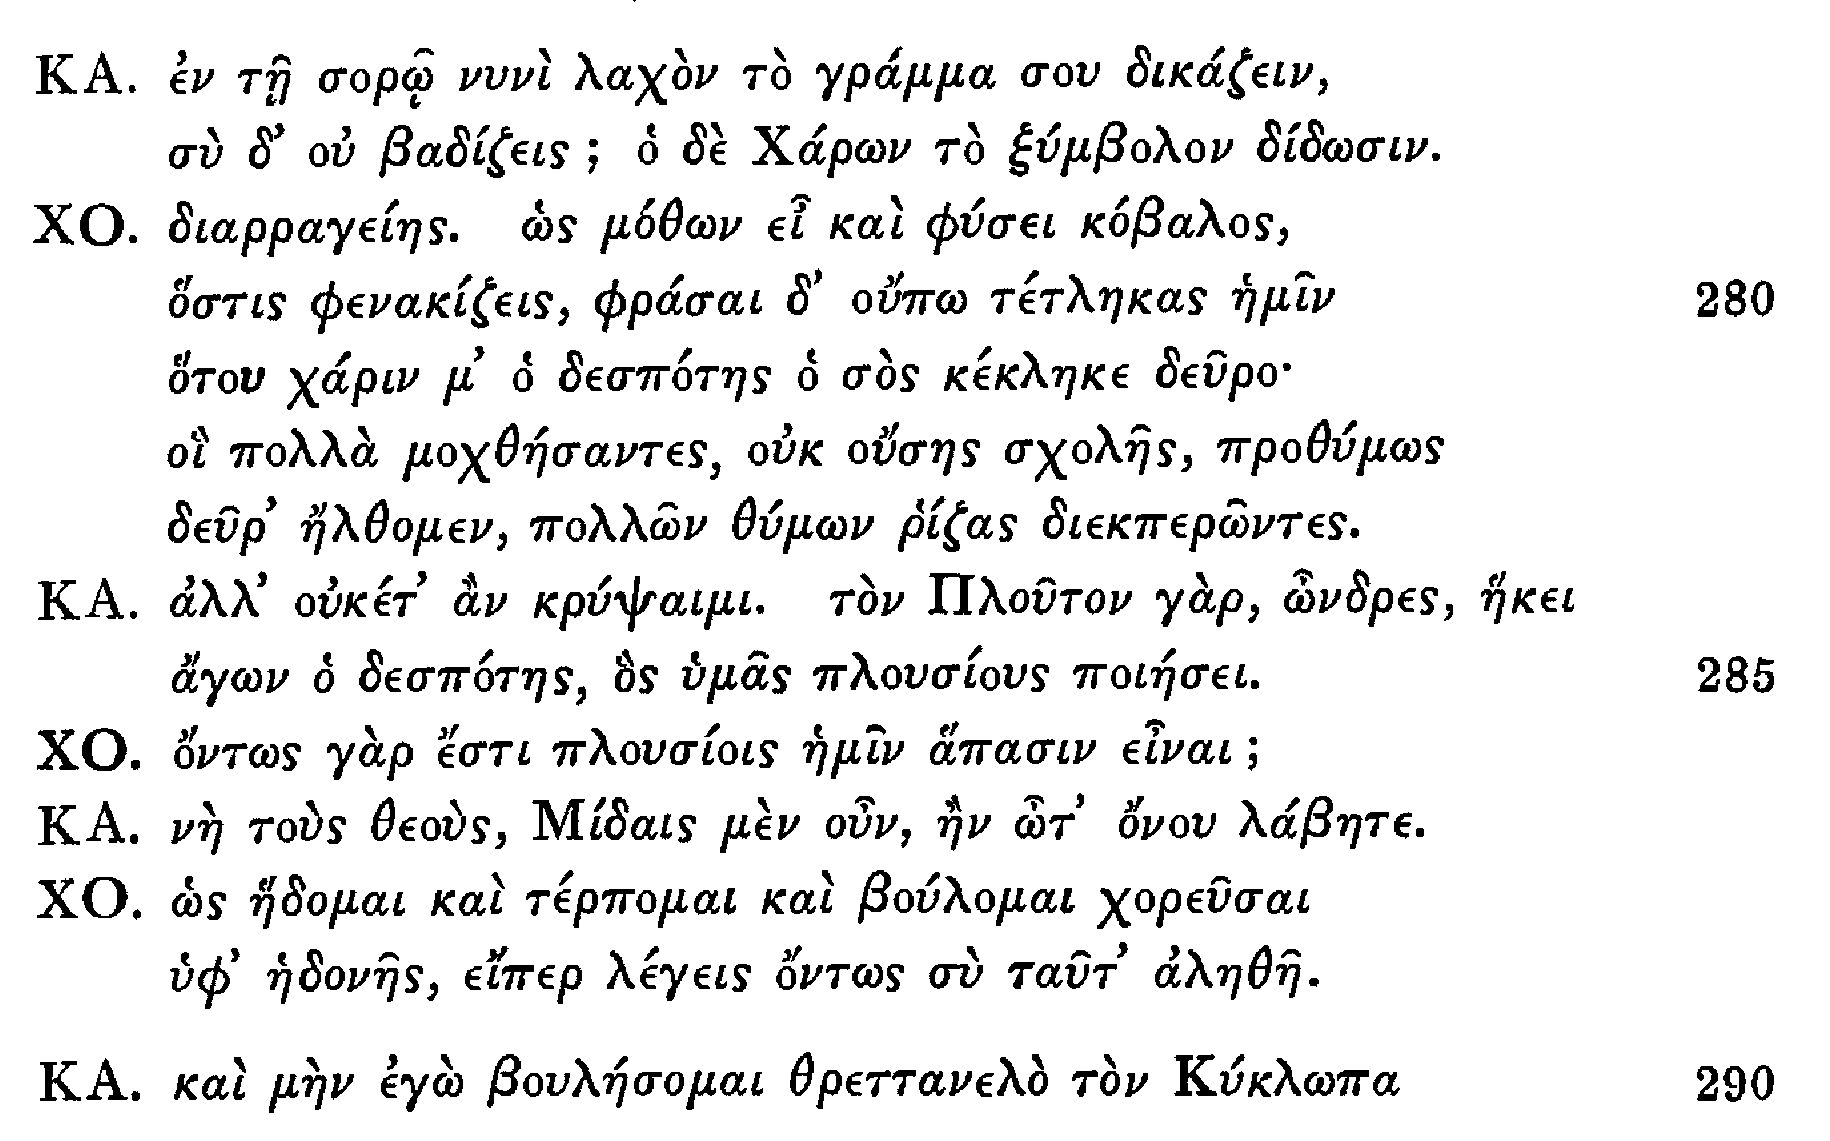 ΚΑ. ἐν τῇ σορῷ νυνὶ λαχὸν τὸ γράμμα σου δικάζειν,
σὺ δ’ οὐ βαδίζεις ; ὁ δὲ Χάρων τὸ ξύμβολον δίδωσιν.
ΧΟ. διαρραγείης. ὡς μόθων εἶ καὶ φύσει κόβαλος,
ὅστις φενακίζεις, φράσαι δ’ οὔπω τέτληκας ἡμῖν 280
ὅτου χάριν μ’ ὁ δεσπότης ὁ σὸς κέκληκε δεῦρο·
οἳ πολλὰ μοχθήσαντες, οὐκ οὔσης σχολῆς, προθύμως
δεῦρ’ ἤλθομεν, πολλῶν θύμων ῥίζας διεκπερῶντες.
ΚΑ. ἀλλ’ οὐκέτ’ ἂν κρύψαιμι. τὸν Πλοῦτον γὰρ, ὦνδρες, ἥκει
ἄγων ὁ δεσπότης, ὃς ὑμᾶς πλουσίους ποιήσει. 285
ΧΟ. ὄντως γὰρ ἔστι πλουσίοις ἡμῖν ἅπασιν εἶναι ;
ΚΑ. νὴ τοὺς θεοὺς, Μίδαις μὲν οὖν, ἢν ὦτ’ ὄνου λάβητε.
ΧΟ. ὡς ἥδομαι καὶ τέρπομαι καὶ βούλομαι χορεῦσαι
ὑφ’ ἡδονῆς, εἴπερ λέγεις ὄντως σὺ ταῦτ’ ἀληθῆ.
ΚΑ. καὶ μὴν ἐγὼ βουλήσομαι θρεττανελὸ τὸν Κύκλωπα 290